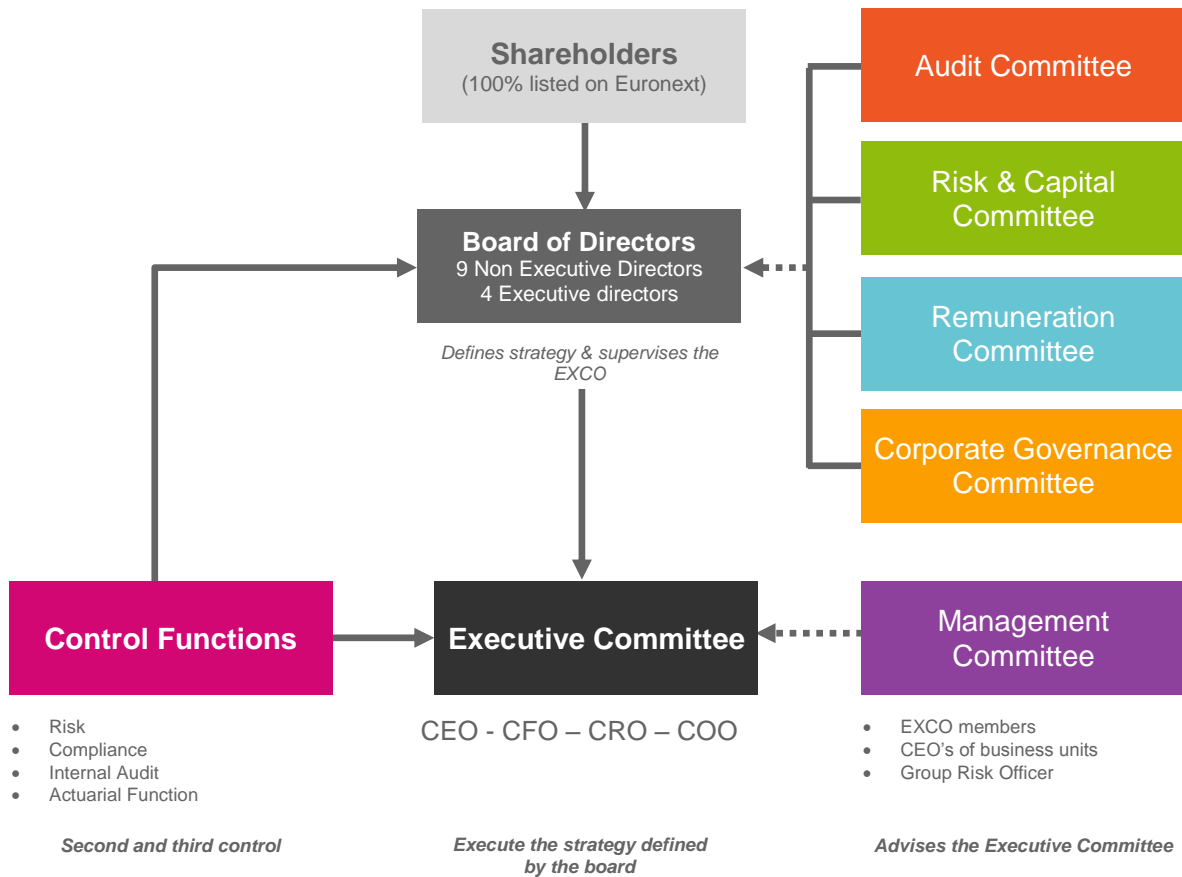 Shareholders
(100% listed on Euronext)
Audit Committee
Risk & Capital
Committee
Board of Directors
9 Non Executive Directors
4 Executive directors
Defines strategy & supervises the
EXCO
Remuneration
Committee
Corporate Governance
Committee
Control Functions
Executive Committee
Management
Committee
• Risk
• Compliance
• Internal Audit
• Actuarial Function
CEO - CFO – CRO – COO
• EXCO members
• CEO’s of business units
• Group Risk Officer
Second and third control
Execute the strategy defined
by the board
Advises the Executive Committee